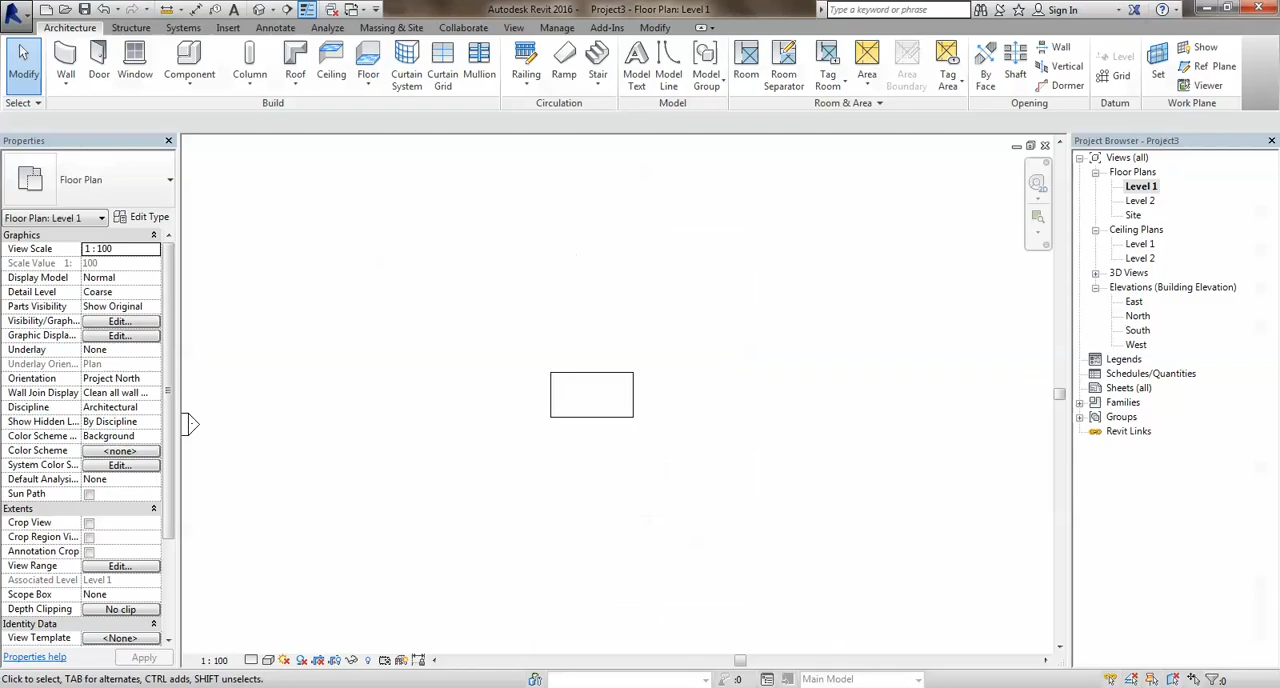 Autodesk Revit 2016 - Project3 - Floor Plan: Level 1
Type a keyword or phrase
Sign In
Architecture Structure Systems Insert Annotate Analyze Massing & Site Collaborate View Manage Add-Ins Modify
Modify
Wall
Door
Window
Component
Column
Roof
Ceiling
Floor
Curtain System
Curtain Grid
Mullion
Railing
Ramp
Stair
Model Text
Model Line
Model Group
Room
Room Separator
Tag Room
Area
Area Boundary
Tag Area
By Face
Shaft
Wall
Vertical
Dormer
Level
Grid
Set
Show
Ref Plane
Viewer
Select
Build
Circulation
Model
Room & Area
Opening
Datum
Work Plane
Properties
Floor Plan
Floor Plan: Level 1
Edit Type
Graphics
View Scale 1 : 100
Scale Value 1: 100
Display Model Normal
Detail Level Coarse
Parts Visibility Show Original
Visibility/Graph... Edit...
Graphic Displa... Edit...
Underlay None
Underlay Orien... Plan
Orientation Project North
Wall Join Display Clean all wall ...
Discipline Architectural
Show Hidden L... By Discipline
Color Scheme ... Background
Color Scheme <none>
System Color S... Edit...
Default Analysi... None
Sun Path
Extents
Crop View
Crop Region Vi...
Annotation Crop
View Range Edit...
Associated Level Level 1
Scope Box None
Depth Clipping No clip
Identity Data
View Template <None>
Properties help
Apply
1 : 100
Click to select, TAB for alternates, CTRL adds, SHIFT unselects.
:0
Main Model
:0
Project Browser - Project3
Views (all)
Floor Plans
Level 1
Level 2
Site
Ceiling Plans
Level 1
Level 2
3D Views
Elevations (Building Elevation)
East
North
South
West
Legends
Schedules/Quantities
Sheets (all)
Families
Groups
Revit Links